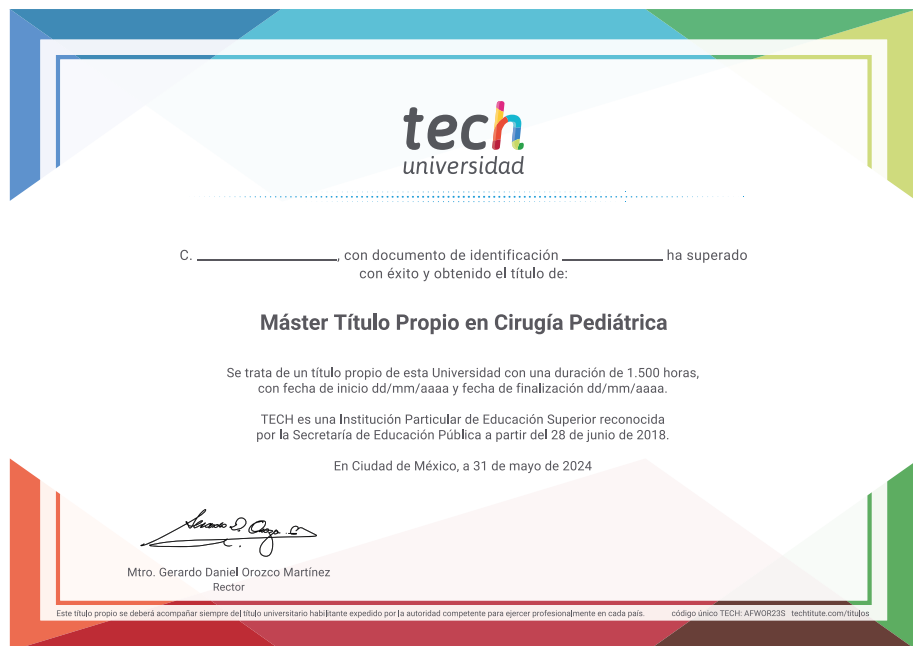 tech
universidad
C. ________________, con documento de identificación ____________ ha superado
con éxito y obtenido el título de:
Máster Título Propio en Cirugía Pediátrica
Se trata de un título propio de esta Universidad con una duración de 1.500 horas,
con fecha de inicio dd/mm/aaaa y fecha de finalización dd/mm/aaaa.
TECH es una Institución Particular de Educación Superior reconocida
por la Secretaría de Educación Pública a partir del 28 de junio de 2018.
En Ciudad de México, a 31 de mayo de 2024
Mtro. Gerardo Daniel Orozco Martínez
Rector
Este título propio se deberá acompañar siempre del título universitario habilitante expedido por la autoridad competente para ejercer profesionalmente en cada país. código único TECH: AFWOR23S techtitute.com/titulos